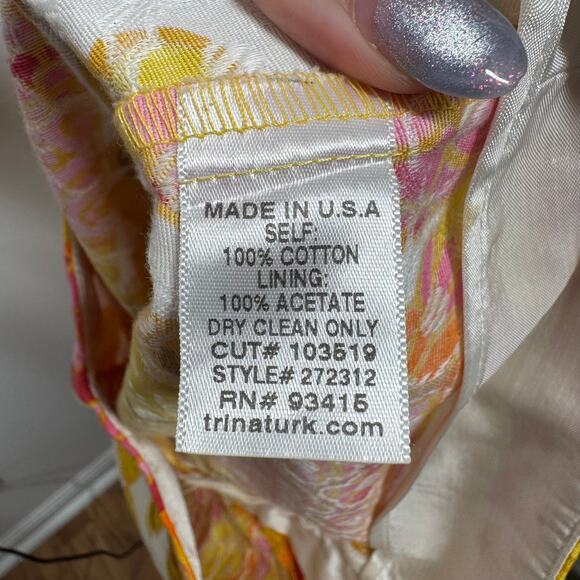 MADE IN U.S.A
SELF:
100% COTTON
LINING:
100% ACETATE
DRY CLEAN ONLY
CUT# 103519
STYLE# 272312
RN# 93415
trinaturk.com